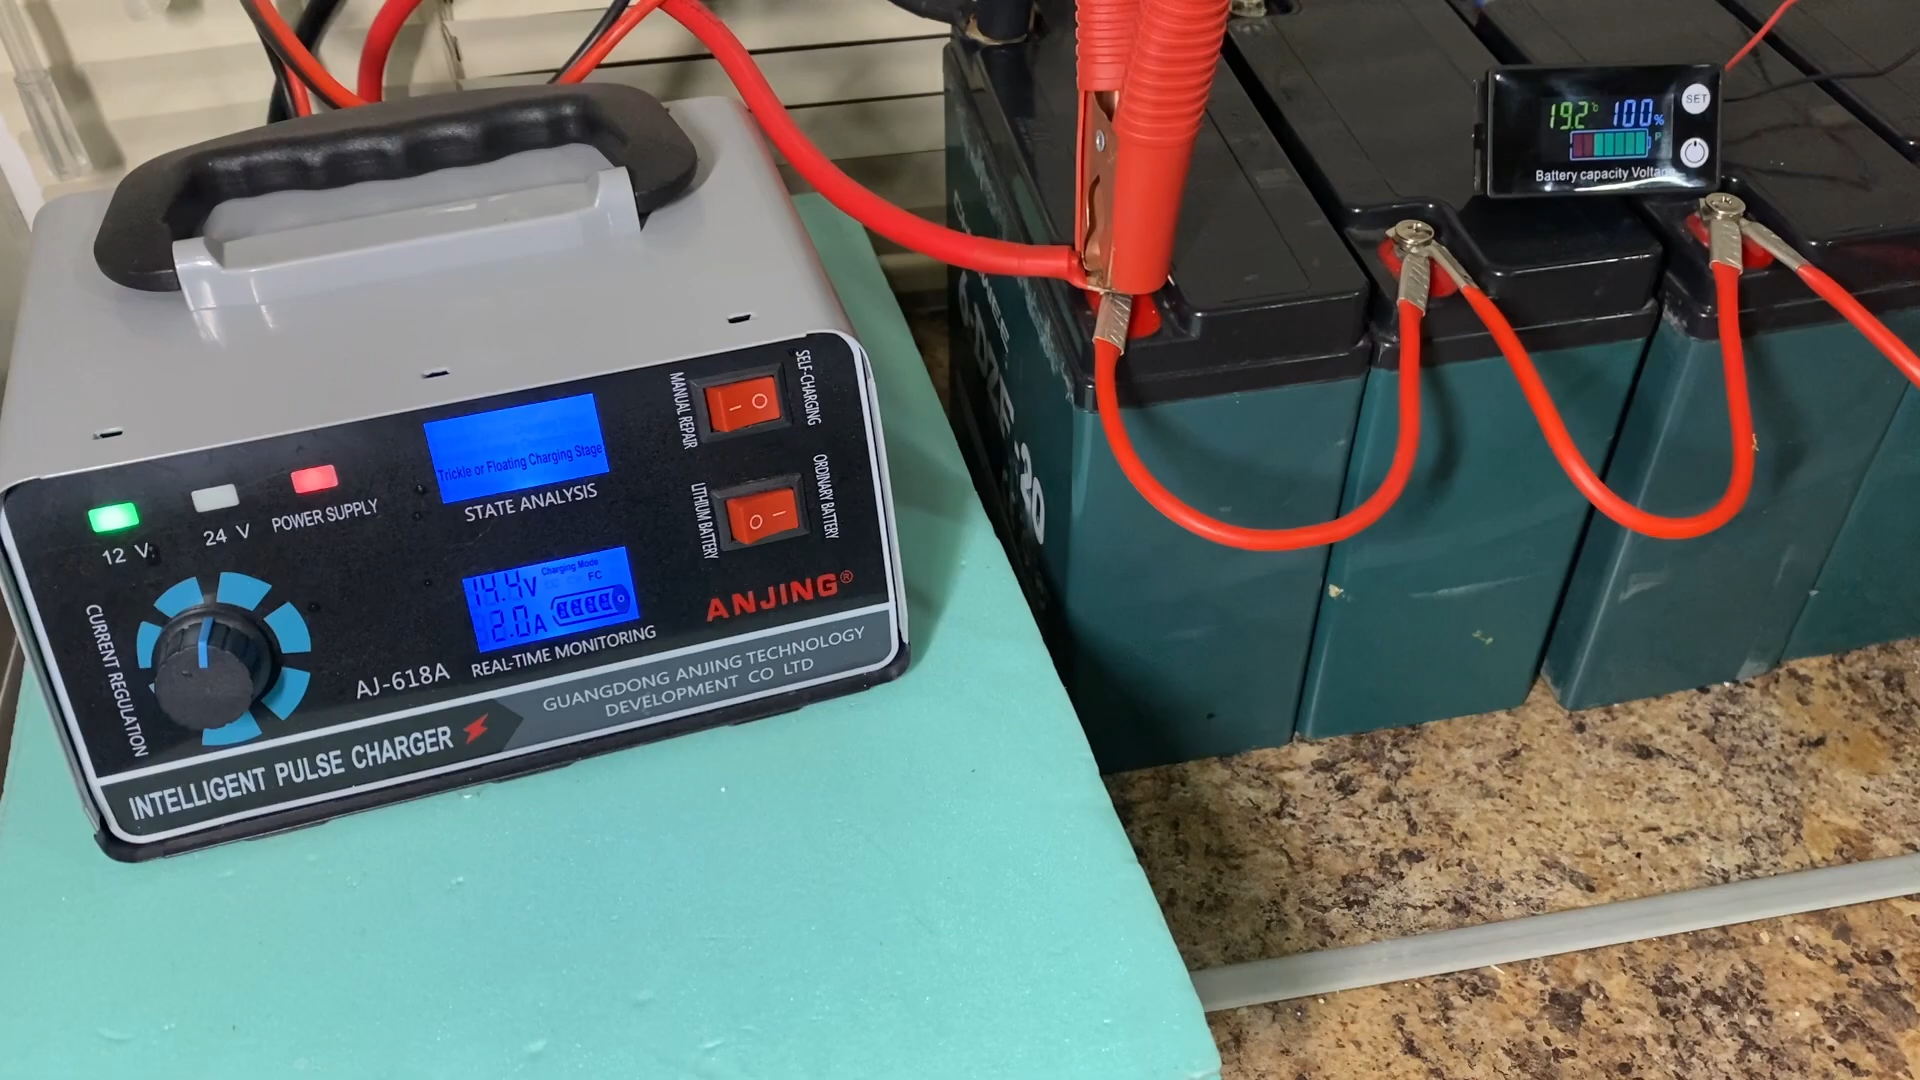 12 V
24 V
POWER SUPPLY
Trickle or Floating Charging Stage
STATE ANALYSIS
MANUAL REPAIR
SELF-CHARGING
LITHIUM BATTERY
ORDINARY BATTERY
CURRENT REGULATION
14.4V
Charging Mode
FC
2.0A
REAL-TIME MONITORING
AJ-618A
ANJING®
GUANGDONG ANJING TECHNOLOGY
DEVELOPMENT CO LTD
INTELLIGENT PULSE CHARGER
19.2°C 100%
P
SET
Battery capacity Voltage
-20